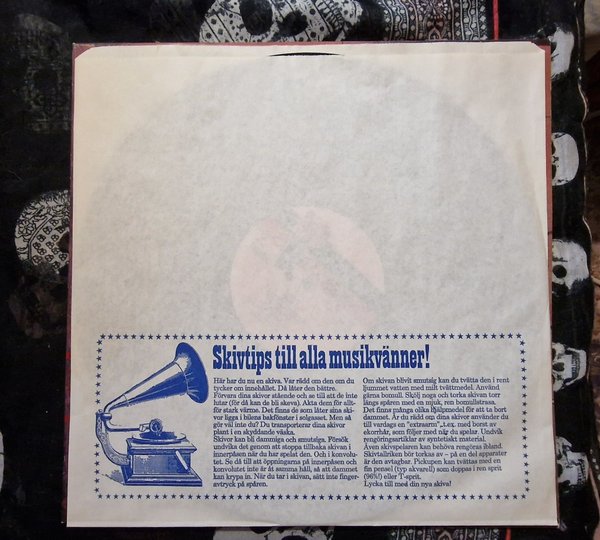 Skivtips till alla musikvänner!
Här har du nu en skiva. Var rädd om den om du
tycker om innehållet. Då låter den bättre.
Förvara dina skivor stående och se till att de inte
lutar (för då kan de bli skeva). Akta dem för allt-
för stark värme. Det finns de som låter sina ski-
vor ligga i bilens bakfönster i solgasset. Men så
gör väl inte du? Du transporterar dina skivor
plant i en skyddande väska.
Skivor kan bli dammiga och smutsiga. Försök
undvika det genom att stoppa tillbaka skivan i
innerpåsen när du har spelat den. Och i konvolu-
tet. Se då till att öppningarna på innerpåsen och
konvolutet inte är åt samma håll, så att dammet
kan krypa in. När du tar i skivan, sätt inte finger-
avtryck på spåren.
Om skivan blivit smutsig kan du tvätta den i rent
ljummet vatten med milt tvättmedel. Använd
gärna bomull. Skölj noga och torka skivan torr
längs spåren med en mjuk, ren bomullstrasa.
Det finns många olika hjälpmedel för att ta bort
dammet. Är du rädd om dina skivor använder du
till vardags en "extraarm", t.ex. med borst av
ekorrhår, som följer med när du spelar. Undvik
rengöringsartiklar av syntetiskt material.
Även skivspelaren kan behöva rengöras ibland.
Skivtallriken bör torkas av – på en del apparater
är den avtagbar. Pickupen kan tvättas med en
fin pensel (typ akvarell) som doppas i ren sprit
(96%!) eller T-sprit.
Lycka till med din nya skiva!